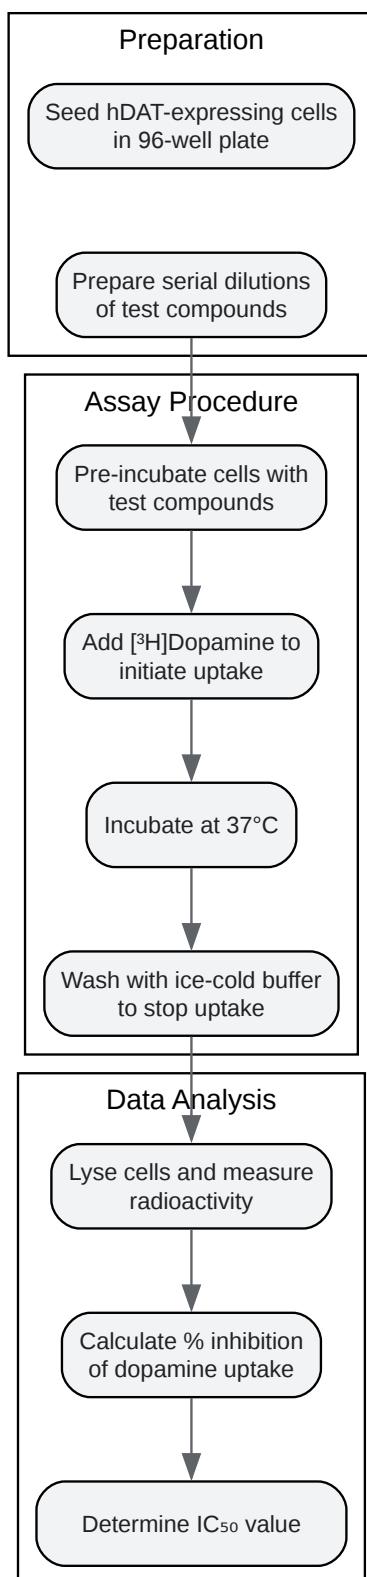 Preparation
Seed hDAT-expressing cells
in 96-well plate
Prepare serial dilutions
of test compounds
Assay Procedure
Pre-incubate cells with
test compounds
Add [³H]Dopamine to
initiate uptake
Incubate at 37°C
Wash with ice-cold buffer
to stop uptake
Data Analysis
Lyse cells and measure
radioactivity
Calculate % inhibition
of dopamine uptake
Determine IC₅₀ value